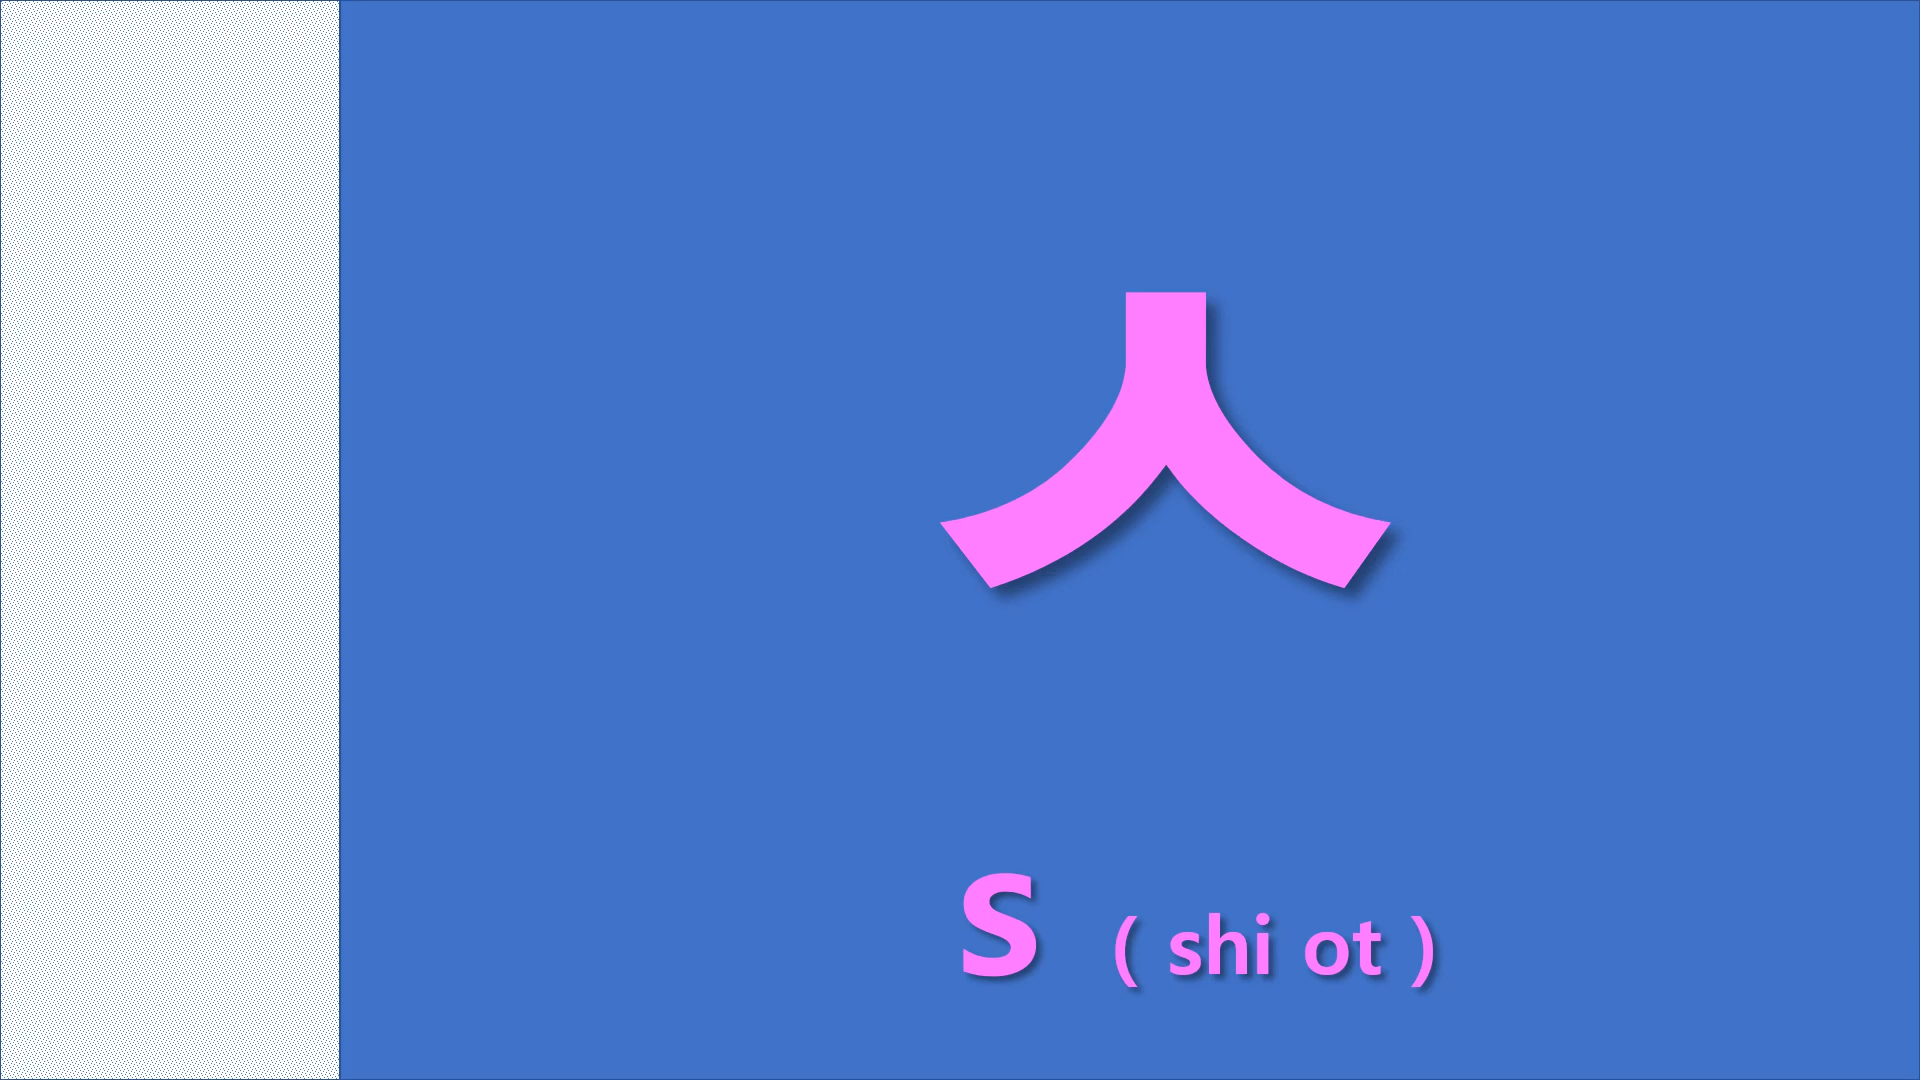 ㅅ
s ( shi ot )